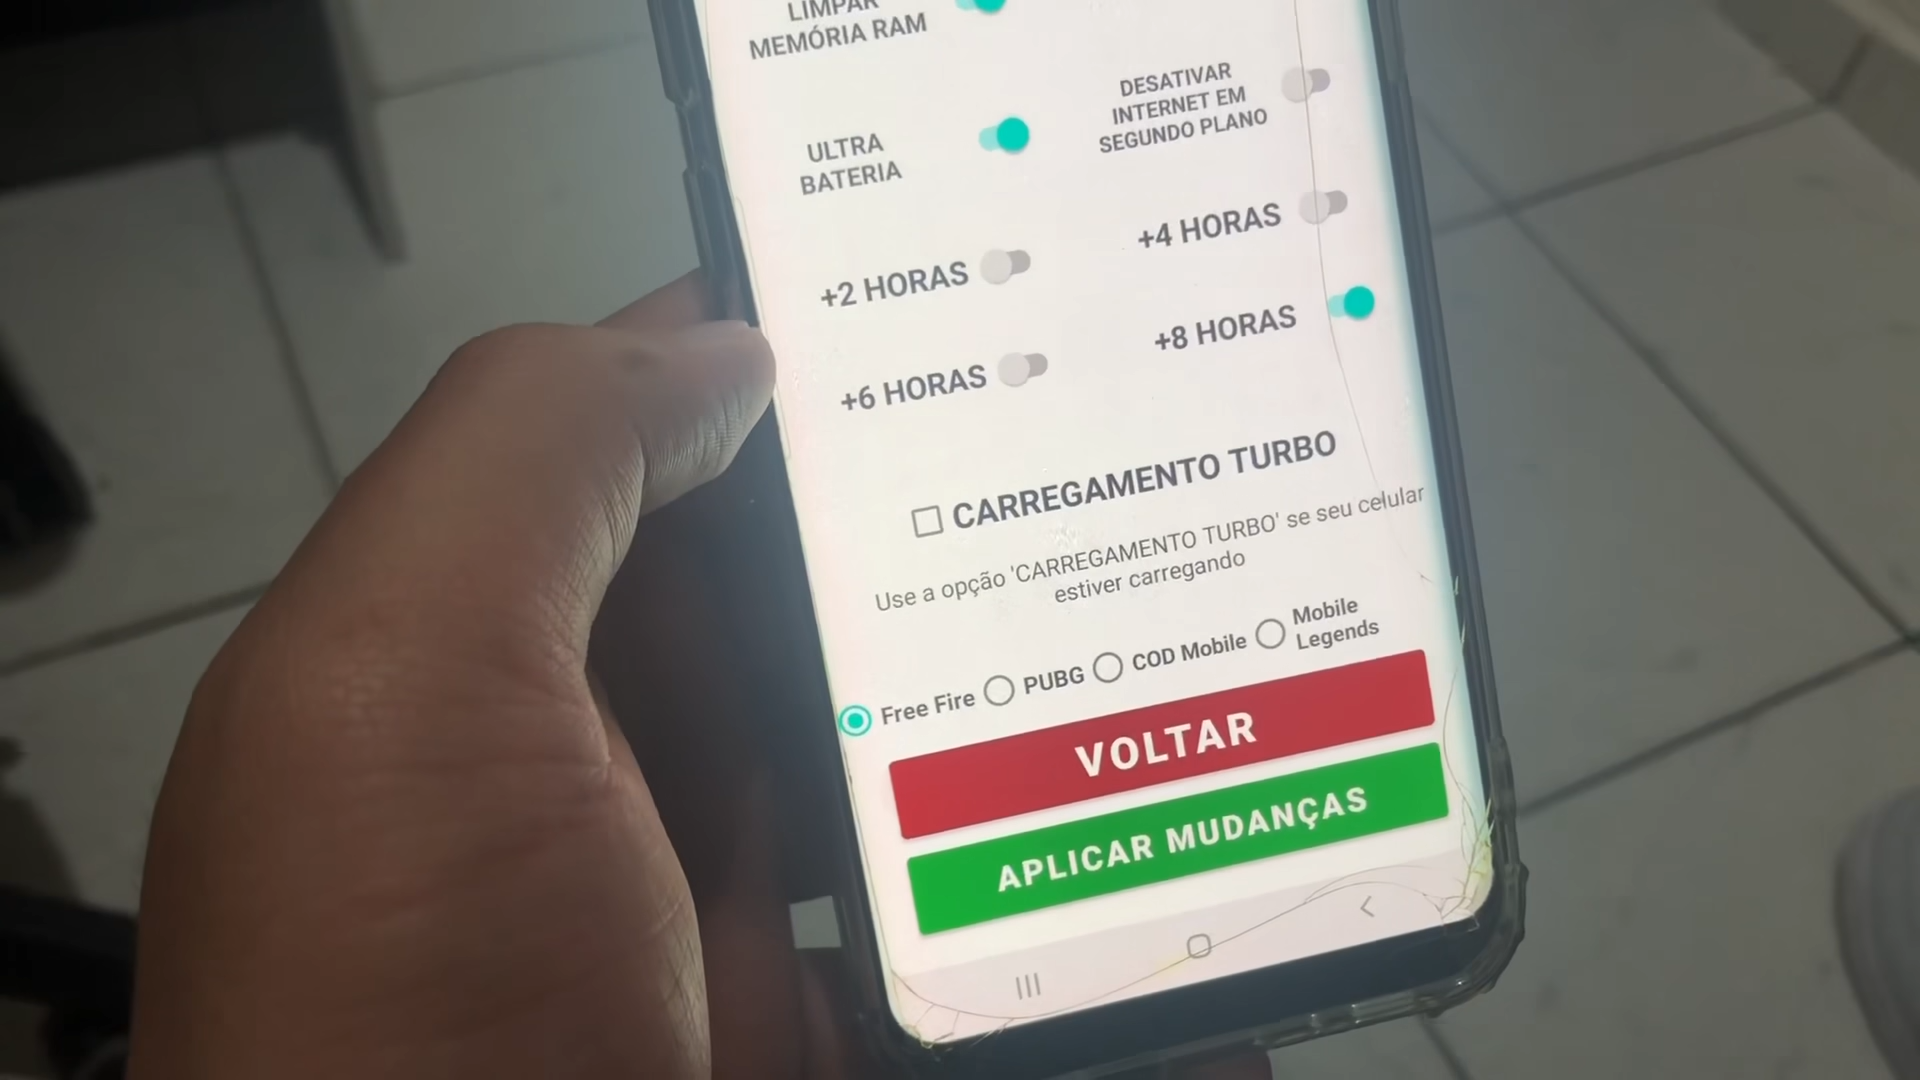 LIMPAR
MEMÓRIA RAM
DESATIVAR
INTERNET EM
SEGUNDO PLANO
ULTRA
BATERIA
+4 HORAS
+2 HORAS
+8 HORAS
+6 HORAS
CARREGAMENTO TURBO
Use a opção 'CARREGAMENTO TURBO' se seu celular
estiver carregando
Free Fire
PUBG
COD Mobile
Mobile
Legends
VOLTAR
APLICAR MUDANÇAS